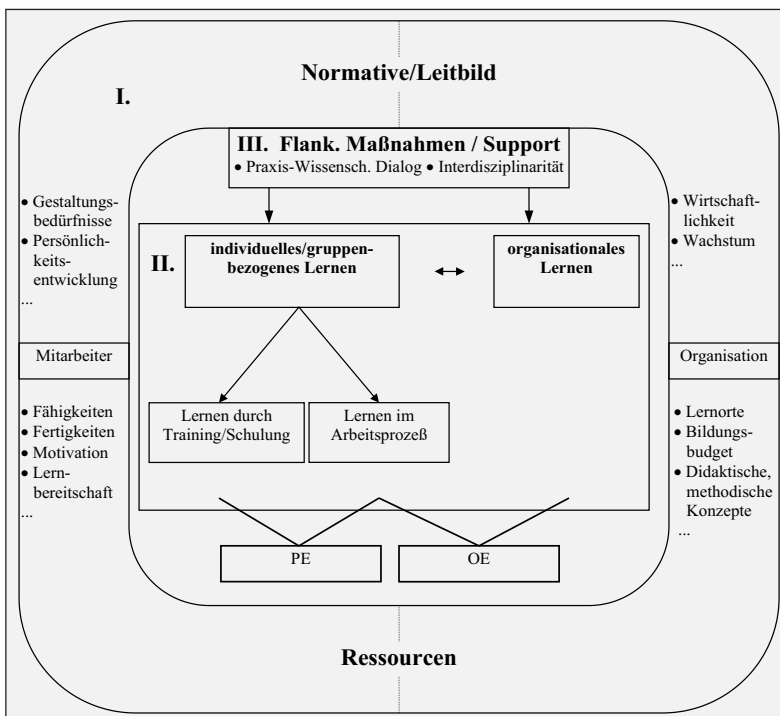 Normative/Leitbild
I.
III. Flank. Maßnahmen / Support
● Praxis-Wissensch. Dialog ● Interdisziplinarität
● Gestaltungs-
bedürfnisse
● Persönlich-
keits-
entwicklung
...
● Wirtschaft-
lichkeit
● Wachstum
...
II.
individuelles/gruppen-
bezogenes Lernen
organisationales
Lernen
Mitarbeiter
Organisation
Lernen durch
Training/Schulung
Lernen im
Arbeitsprozeß
● Fähigkeiten
● Fertigkeiten
● Motivation
● Lern-
bereitschaft
...
● Lernorte
● Bildungs-
budget
● Didaktische,
methodische
Konzepte
...
PE
OE
Ressourcen